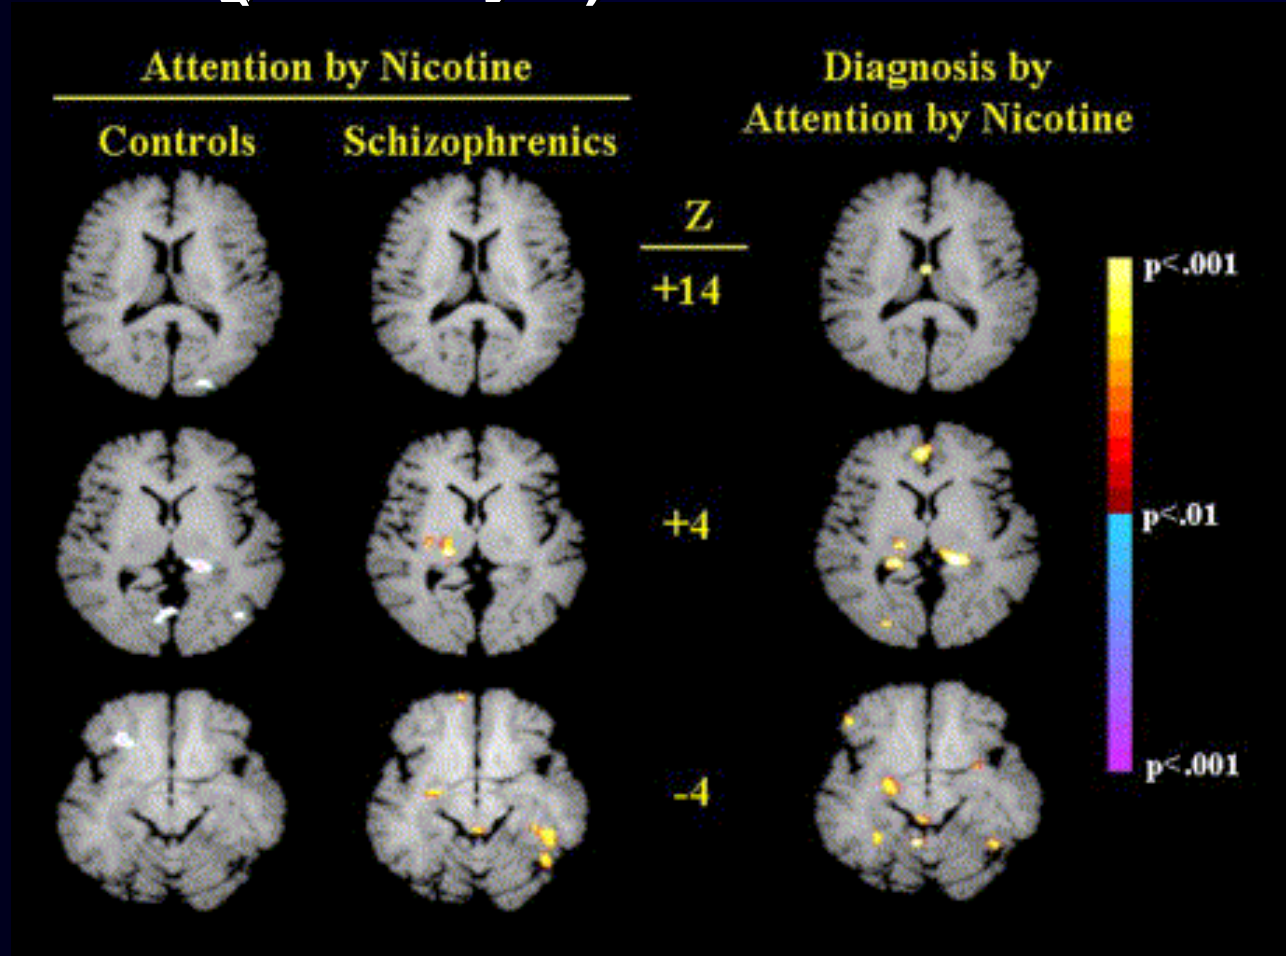 Attention by Nicotine
Controls
Schizophrenics
Diagnosis by
Attention by Nicotine
Z
+14
+4
-4
p<.001
p<.01
p<.001